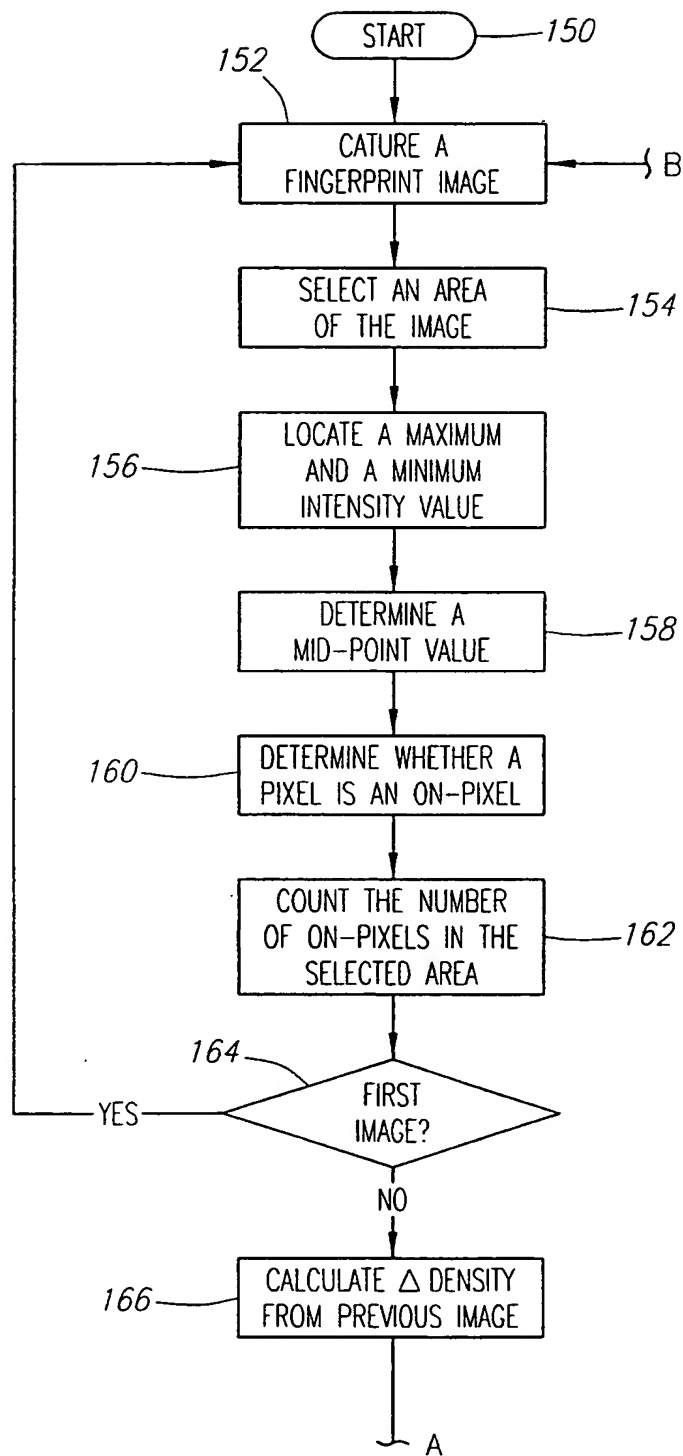 START
150
152
CATURE A
FINGERPRINT IMAGE
B
SELECT AN AREA
OF THE IMAGE
154
LOCATE A MAXIMUM
AND A MINIMUM
INTENSITY VALUE
156
DETERMINE A
MID-POINT VALUE
158
DETERMINE WHETHER A
PIXEL IS AN ON-PIXEL
160
COUNT THE NUMBER
OF ON-PIXELS IN THE
SELECTED AREA
162
164
FIRST
IMAGE?
YES
NO
CALCULATE Δ DENSITY
FROM PREVIOUS IMAGE
166
A